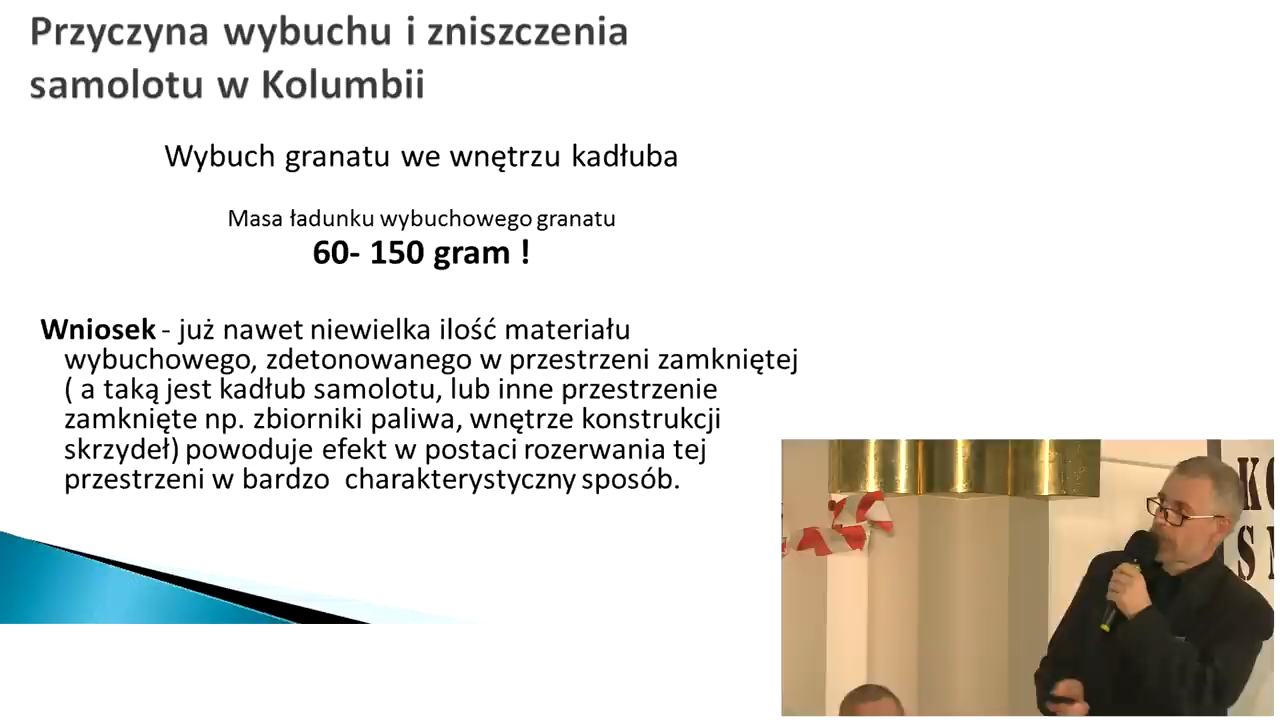 Przyczyna wybuchu i zniszczenia
samolotu w Kolumbii
Wybuch granatu we wnętrzu kadłuba
Masa ładunku wybuchowego granatu
60- 150 gram !
Wniosek - już nawet niewielka ilość materiału
wybuchowego, zdetonowanego w przestrzeni zamkniętej
( a taką jest kadłub samolotu, lub inne przestrzenie
zamknięte np. zbiorniki paliwa, wnętrze konstrukcji
skrzydeł) powoduje efekt w postaci rozerwania tej
przestrzeni w bardzo  charakterystyczny sposób.